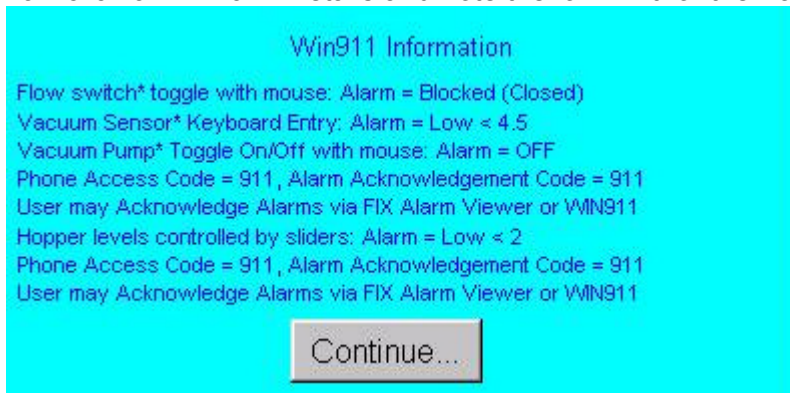 Win911 Information
Flow switch* toggle with mouse: Alarm = Blocked (Closed)
Vacuum Sensor* Keyboard Entry: Alarm = Low < 4.5
Vacuum Pump* Toggle On/Off with mouse: Alarm = OFF
Phone Access Code = 911, Alarm Acknowledgement Code = 911
User may Acknowledge Alarms via FIX Alarm Viewer or WIN911
Hopper levels controlled by sliders: Alarm = Low < 2
Phone Access Code = 911, Alarm Acknowledgement Code = 911
User may Acknowledge Alarms via FIX Alarm Viewer or WIN911
Continue...